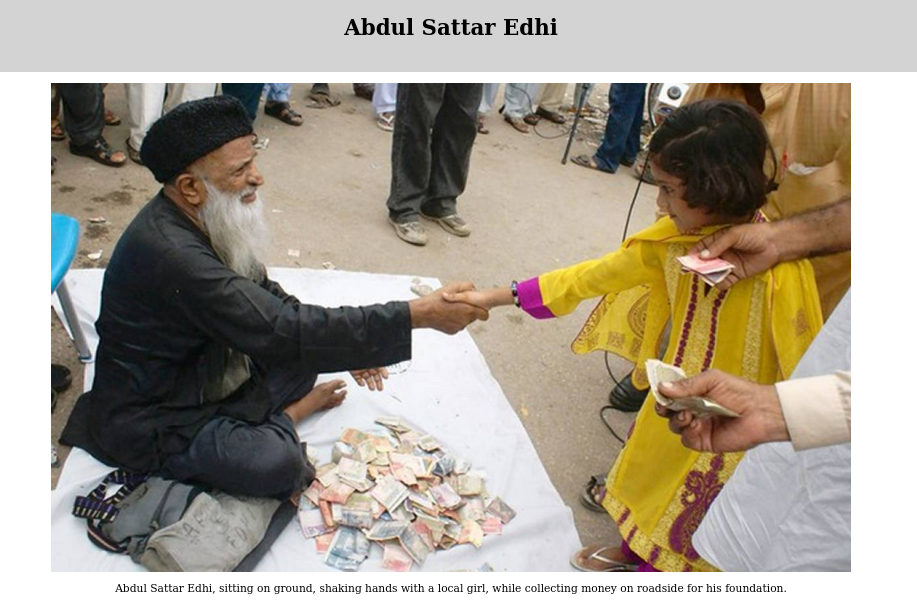 Abdul Sattar Edhi
Abdul Sattar Edhi, sitting on ground, shaking hands with a local girl, while collecting money on roadside for his foundation.